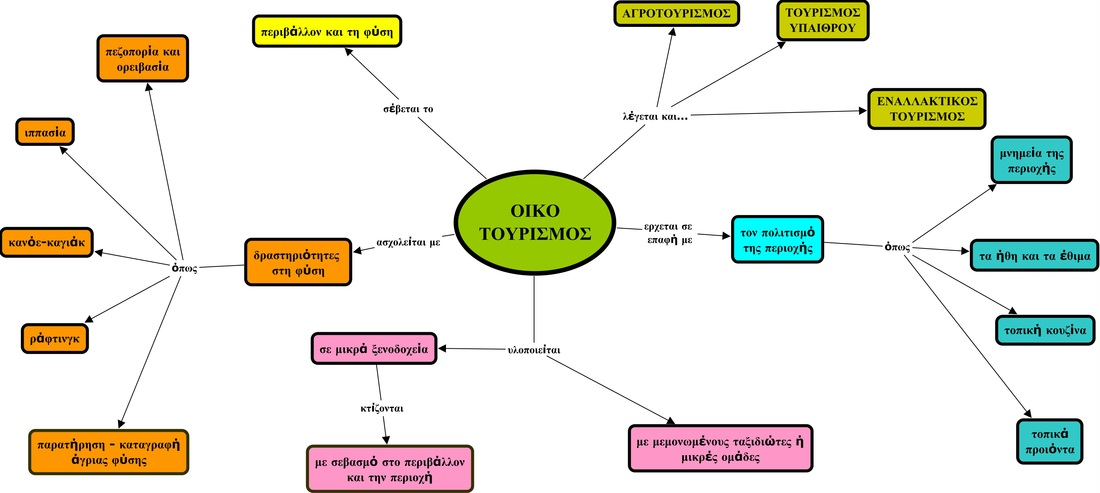 ΑΓΡΟΤΟΥΡΙΣΜΟΣ
ΤΟΥΡΙΣΜΟΣ
ΥΠΑΙΘΡΟΥ
περιβάλλον και τη φύση
πεζοπορία και
ορειβασία
σέβεται το
λέγεται και...
ΕΝΑΛΛΑΚΤΙΚΟΣ
ΤΟΥΡΙΣΜΟΣ
ιππασία
μνημεία της
περιοχής
ΟΙΚΟ
ΤΟΥΡΙΣΜΟΣ
κανόε-καγιάκ
ασχολείται με
ερχεται σε
επαφή με
τον πολιτισμό
της περιοχής
όπως
δραστηριότητες
στη φύση
όπως
τα ήθη και τα έθιμα
ράφτινγκ
σε μικρά ξενοδοχεία
υλοποιείται
τοπική κουζίνα
κτίζονται
παρατήρηση - καταγραφή
άγριας φύσης
με σεβασμό στο περιβάλλον
και την περιοχή
με μεμονωμένους ταξιδιώτες ή
μικρές ομάδες
τοπικά
προιόντα